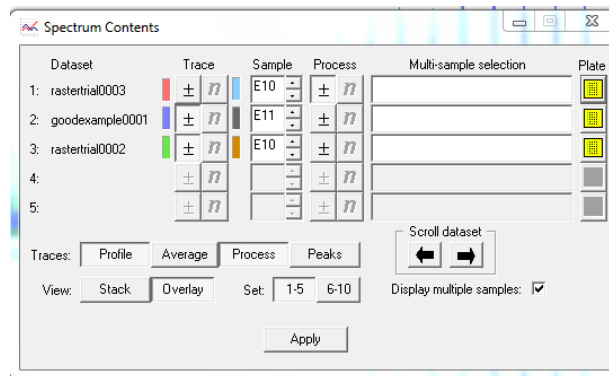 Spectrum Contents
Dataset Trace Sample Process Multi-sample selection Plate
1: rastertrial0003 ± n E10 ± n
2: goodexample0001 ± n E11 ± n
3: rastertrial0002 ± n E10 ± n
4: ± n ± n
5: ± n ± n
Scroll dataset
Traces: Profile Average Process Peaks
View: Stack Overlay Set: 1-5 6-10 Display multiple samples:
Apply